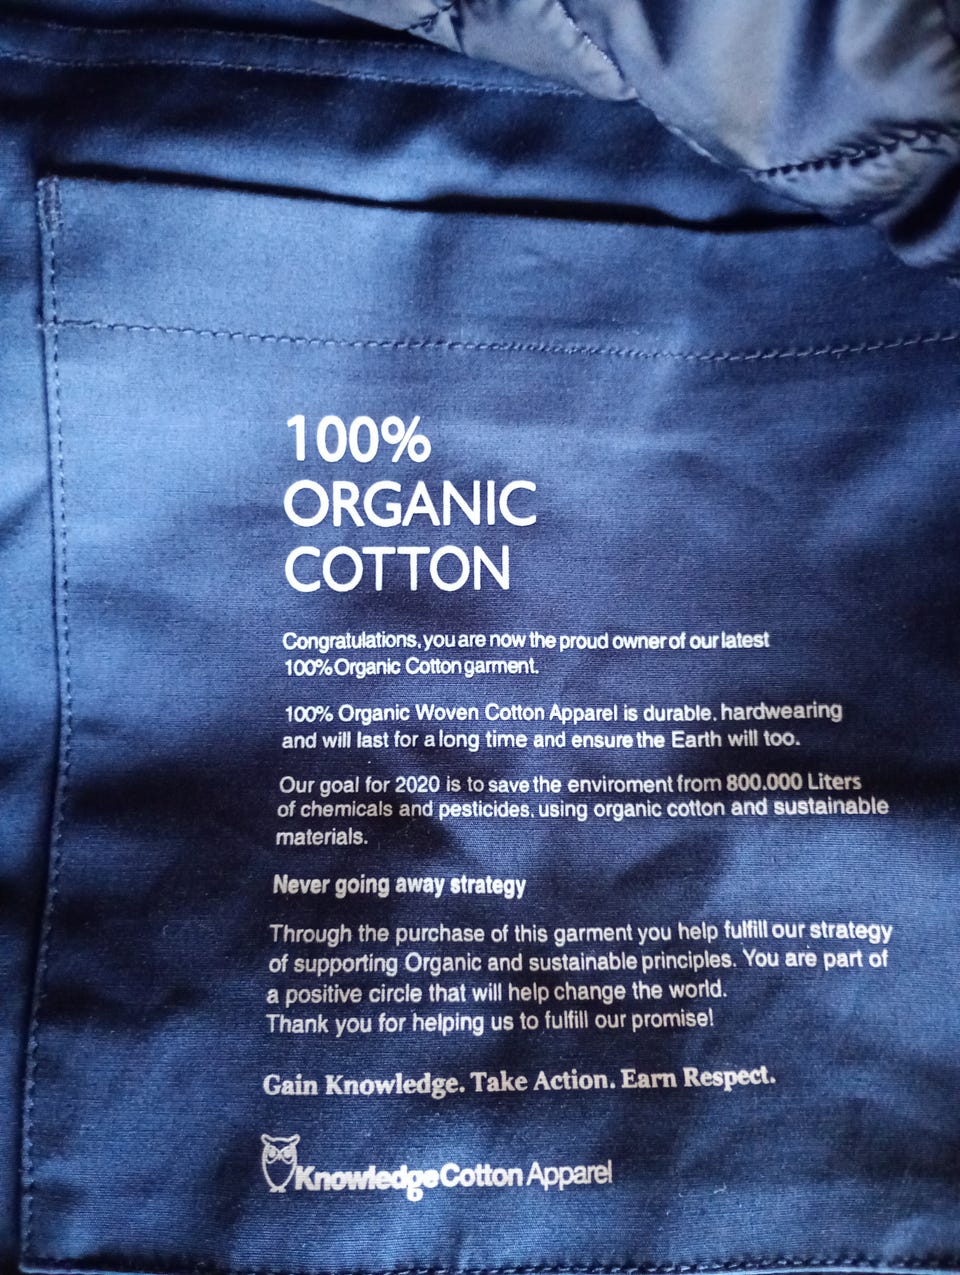 100%
ORGANIC
COTTON
Congratulations, you are now the proud owner of our latest
100% Organic Cotton garment.
100% Organic Woven Cotton Apparel is durable, hardwearing
and will last for a long time and ensure the Earth will too.
Our goal for 2020 is to save the enviroment from 800.000 Liters
of chemicals and pesticides, using organic cotton and sustainable
materials.
Never going away strategy
Through the purchase of this garment you help fulfill our strategy
of supporting Organic and sustainable principles. You are part of
a positive circle that will help change the world.
Thank you for helping us to fulfill our promise!
Gain Knowledge. Take Action. Earn Respect.
KnowledgeCotton Apparel